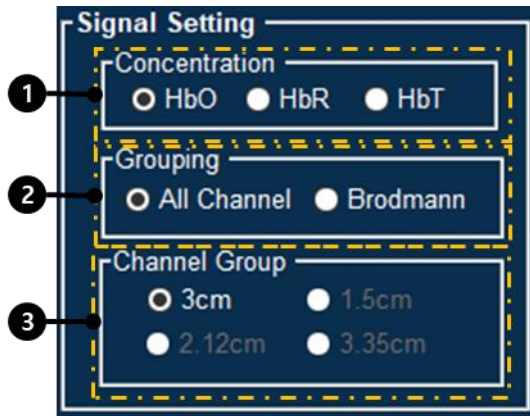 Signal Setting
Concentration
1 HbO HbR HbT
Grouping
2 All Channel Brodmann
Channel Group
3cm 1.5cm
3
2.12cm 3.35cm